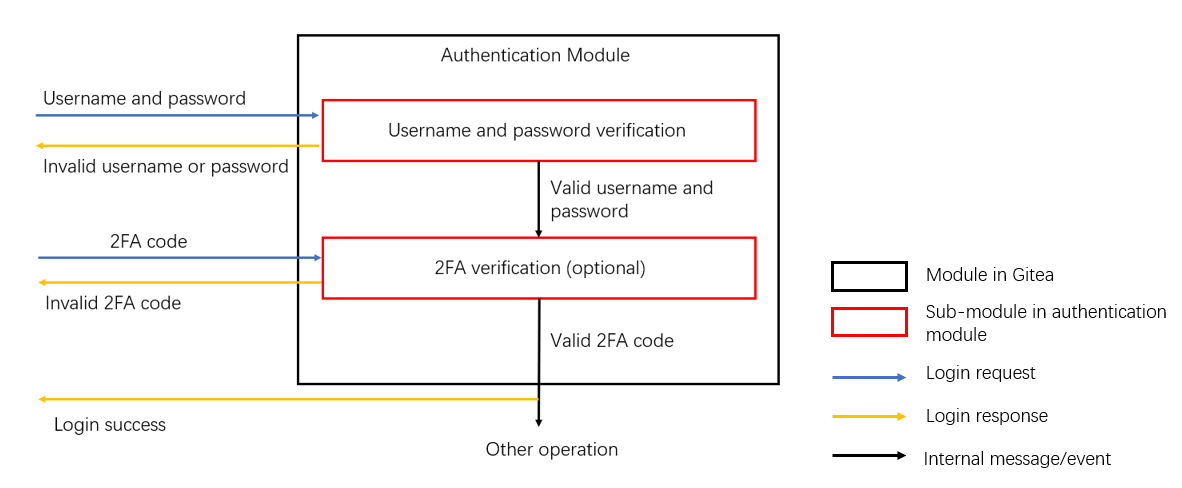 Authentication Module
Username and password
Username and password verification
Invalid username or password
Valid username and
password
2FA code
2FA verification (optional)
Invalid 2FA code
Valid 2FA code
Login success
Other operation
Module in Gitea
Sub-module in authentication
module
Login request
Login response
Internal message/event